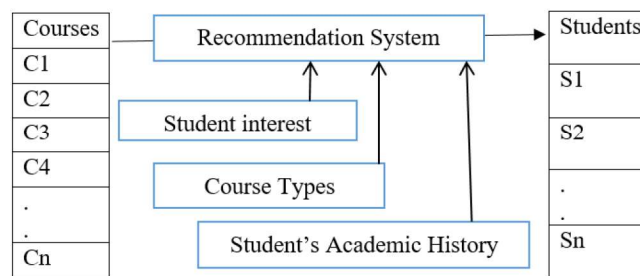 Courses
C1
C2
C3
C4
.
.
Cn
Recommendation System
Student interest
Course Types
Student’s Academic History
Students
S1
S2
.
.
Sn